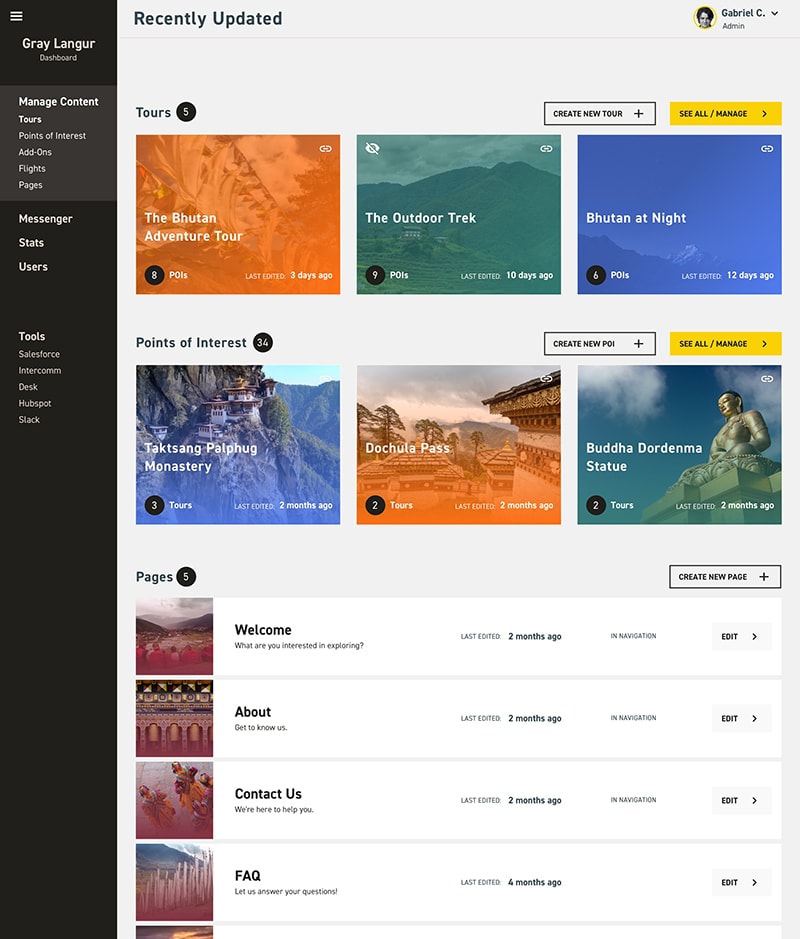 Gray Langur
Dashboard
Manage Content
Tours
Points of Interest
Add-Ons
Flights
Pages
Messenger
Stats
Users
Tools
Salesforce
Intercomm
Desk
Hubspot
Slack
Recently Updated
Gabriel C.
Admin
Tours 5
CREATE NEW TOUR +
SEE ALL / MANAGE >
The Bhutan
Adventure Tour
8 POIs
LAST EDITED: 3 days ago
The Outdoor Trek
9 POIs
LAST EDITED: 10 days ago
Bhutan at Night
6 POIs
LAST EDITED: 12 days ago
Points of Interest 34
CREATE NEW POI +
SEE ALL / MANAGE >
Taktsang Palphug
Monastery
3 Tours
LAST EDITED: 2 months ago
Dochula Pass
2 Tours
LAST EDITED: 2 months ago
Buddha Dordenma
Statue
2 Tours
LAST EDITED: 2 months ago
Pages 5
CREATE NEW PAGE +
Welcome
What are you interested in exploring?
LAST EDITED: 2 months ago
IN NAVIGATION
EDIT >
About
Get to know us.
LAST EDITED: 2 months ago
IN NAVIGATION
EDIT >
Contact Us
We're here to help you.
LAST EDITED: 2 months ago
IN NAVIGATION
EDIT >
FAQ
Let us answer your questions!
LAST EDITED: 4 months ago
EDIT >